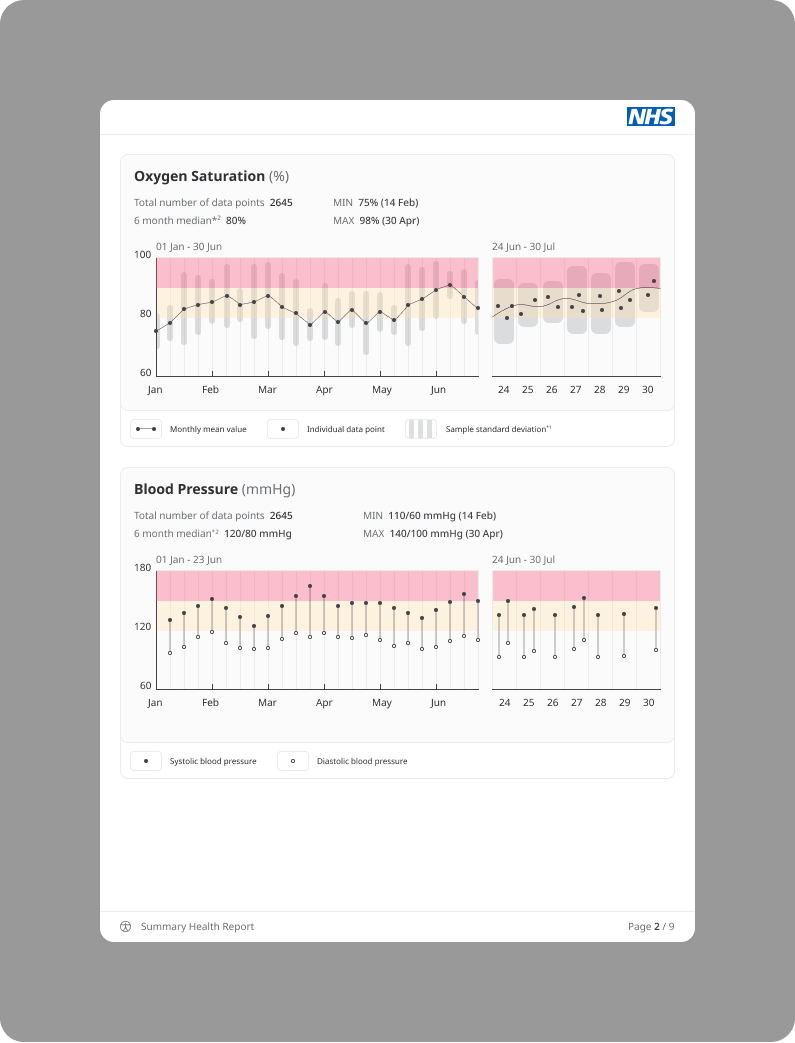 NHS
Oxygen Saturation (%)
Total number of data points 2645 MIN 75% (14 Feb)
6 month median*² 80% MAX 98% (30 Apr)
01 Jan - 30 Jun 24 Jun - 30 Jul
100
80
60
Jan Feb Mar Apr May Jun 24 25 26 27 28 29 30
Monthly mean value Individual data point Sample standard deviation*¹
Blood Pressure (mmHg)
Total number of data points 2645 MIN 110/60 mmHg (14 Feb)
6 month median*² 120/80 mmHg MAX 140/100 mmHg (30 Apr)
01 Jan - 23 Jun 24 Jun - 30 Jul
180
120
60
Jan Feb Mar Apr May Jun 24 25 26 27 28 29 30
Systolic blood pressure Diastolic blood pressure
Summary Health Report Page 2 / 9